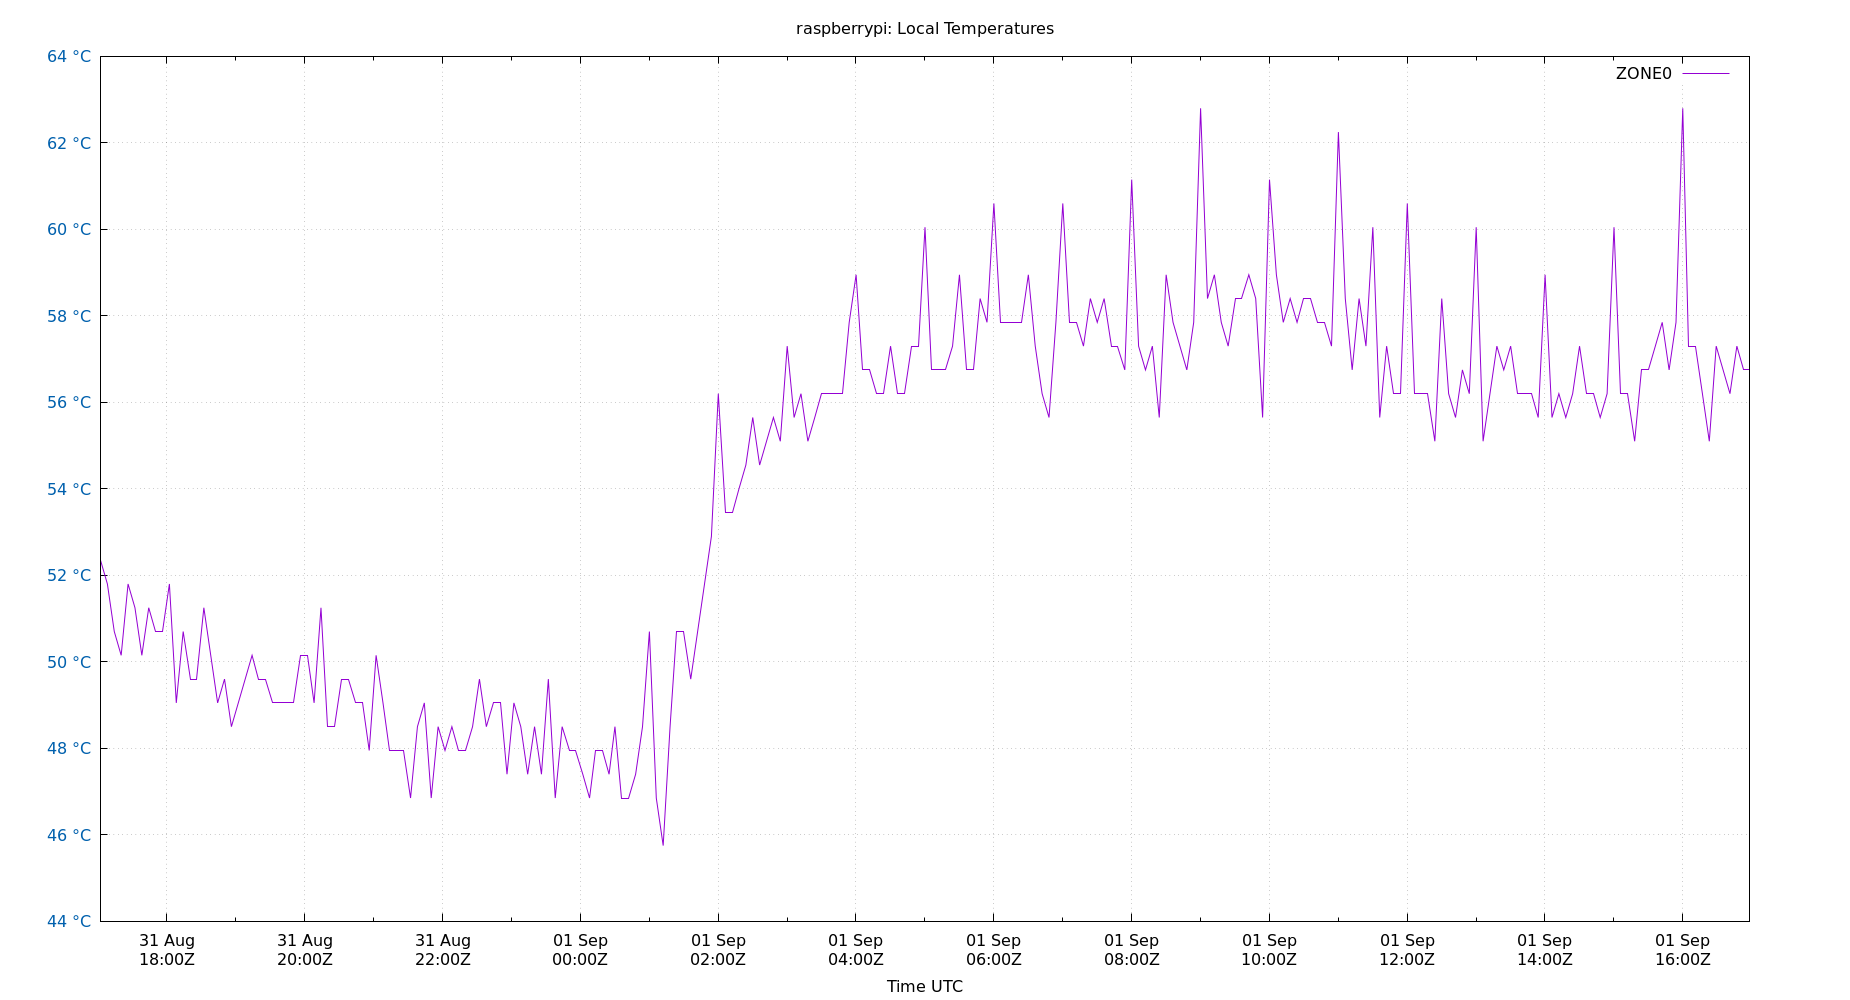 raspberrypi: Local Temperatures
64 °C
ZONE0
62 °C
60 °C
58 °C
56 °C
54 °C
52 °C
50 °C
48 °C
46 °C
44 °C
31 Aug 31 Aug 31 Aug 01 Sep 01 Sep 01 Sep 01 Sep 01 Sep 01 Sep 01 Sep 01 Sep 01 Sep
18:00Z 20:00Z 22:00Z 00:00Z 02:00Z 04:00Z 06:00Z 08:00Z 10:00Z 12:00Z 14:00Z 16:00Z
Time UTC